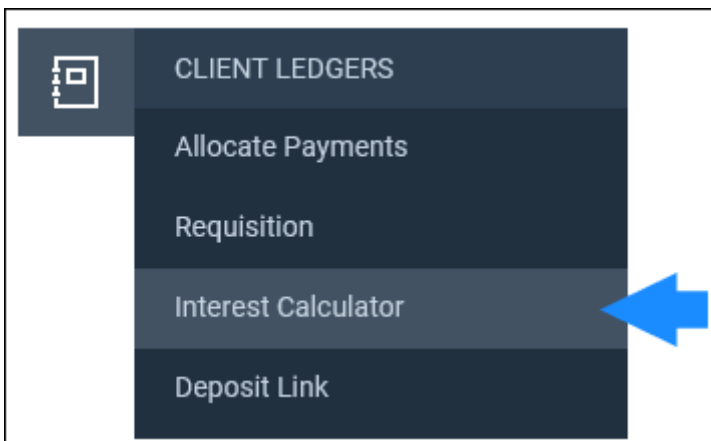 CLIENT LEDGERS
Allocate Payments
Requisition
Interest Calculator
Deposit Link